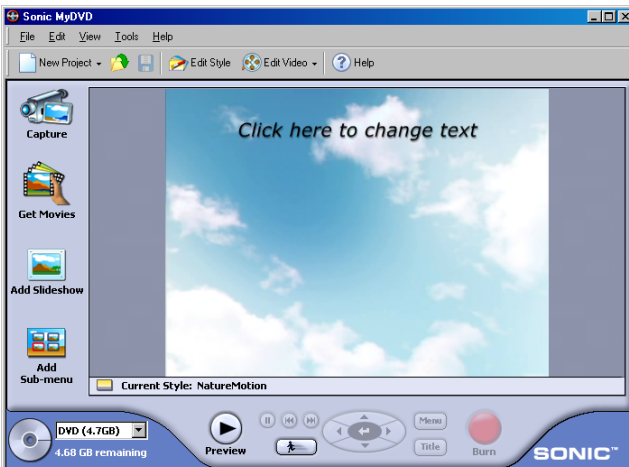 Sonic MyDVD
File Edit View Tools Help
New Project Edit Style Edit Video Help
Capture
Click here to change text
Get Movies
Add Slideshow
Add
Sub-menu
Current Style: NatureMotion
DVD (4.7GB)
4.68 GB remaining
Preview
Menu
Title
Burn
SONIC™